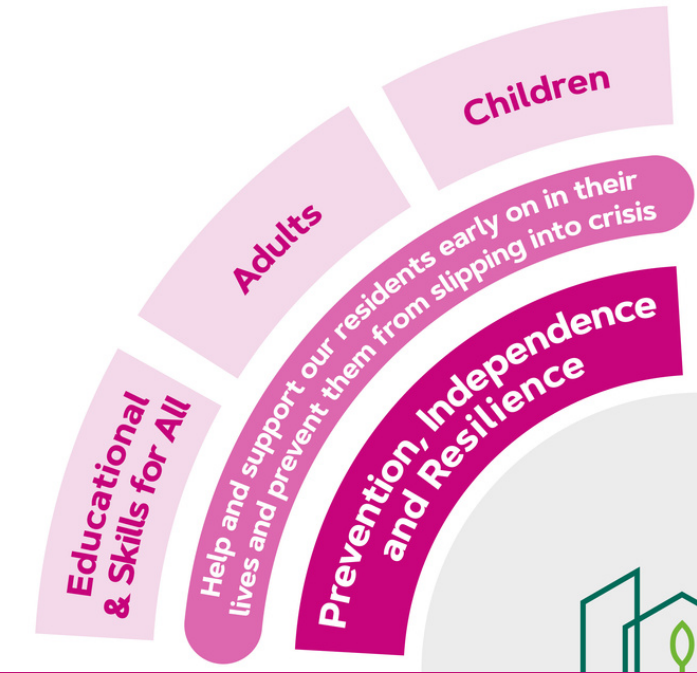 Children
Adults
Educational
& Skills for All
Help and support our residents early on in their
lives and prevent them from slipping into crisis
Prevention, Independence
and Resilience